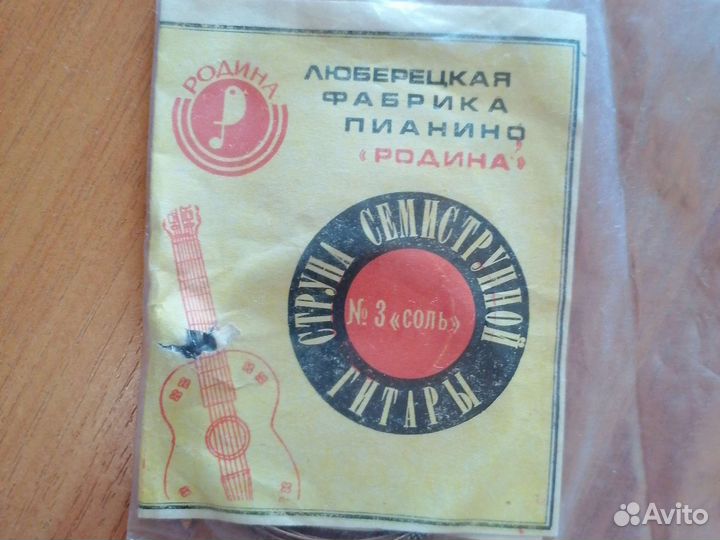 РОДИНА
ЛЮБЕРЕЦКАЯ
ФАБРИКА
ПИАНИНО
«РОДИНА»
СТРУНА СЕМИСТРУННОЙ
ГИТАРЫ
№ 3 «СОЛЬ»
Avito